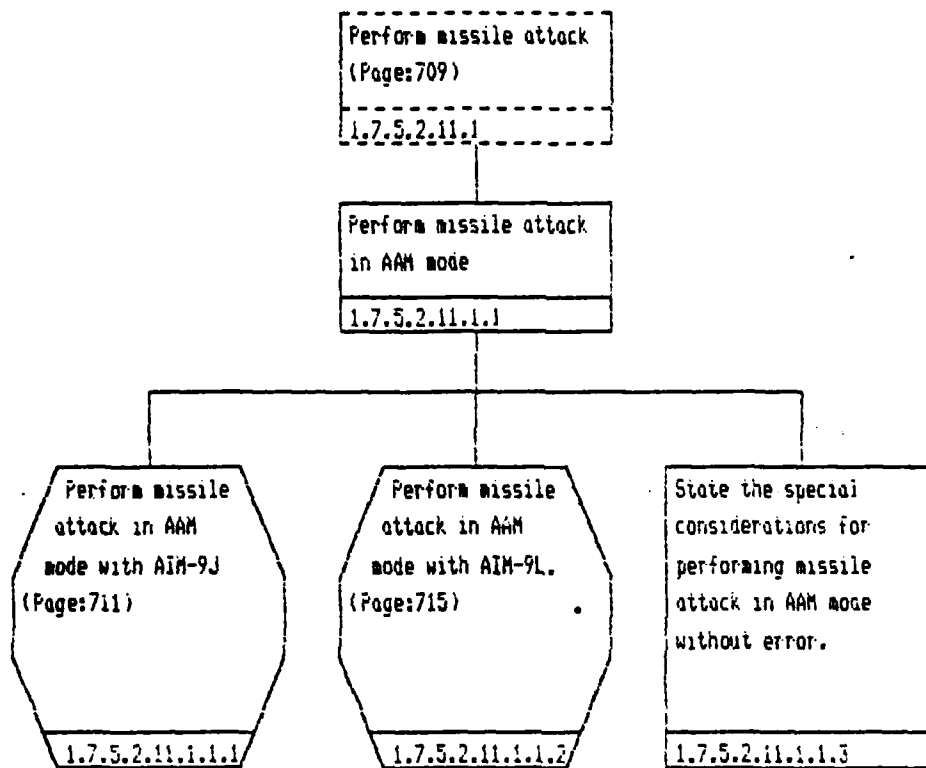 Perform missile attack
(Page:709)
1.7.5.2.11.1
Perform missile attack
in AAM mode
1.7.5.2.11.1.1
Perform missile
attack in AAM
mode with AIM-9J
(Page:711)
1.7.5.2.11.1.1.1
Perform missile
attack in AAM
mode with AIM-9L.
(Page:715)
1.7.5.2.11.1.1.2
State the special
considerations for
performing missile
attack in AAM mode
without error.
1.7.5.2.11.1.1.3